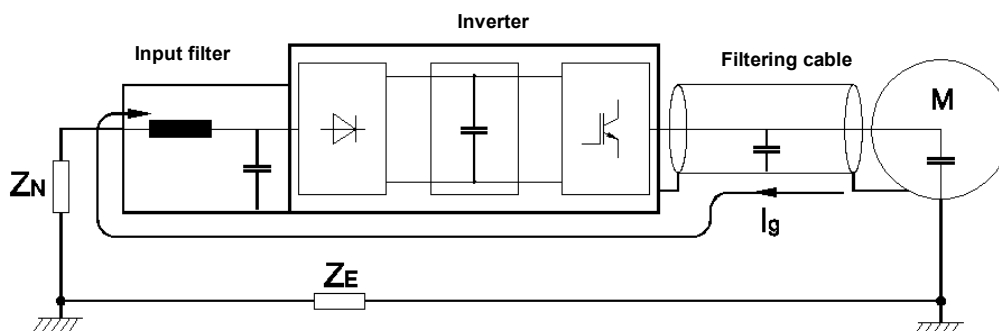 Inverter
Input filter
Filtering cable
M
ZN
Ig
ZE